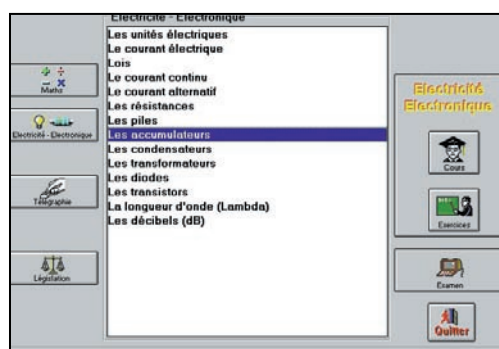 Electricité - Electronique
Les unités électriques
Le courant électrique
Lois
Le courant continu
Le courant alternatif
Les résistances
Les piles
Les accumulateurs
Les condensateurs
Les transformateurs
Les diodes
Les transistors
La longueur d'onde (Lambda)
Les décibels (dB)
Maths
Electricité - Electronique
Télégraphie
Législation
Electricité
Electronique
Cours
Exercices
Examen
Quitter